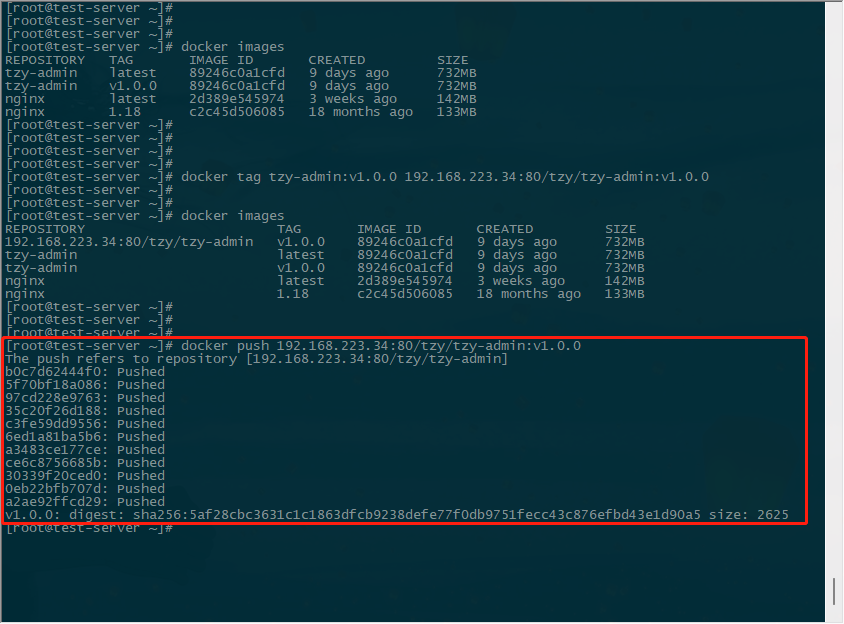 [root@test-server ~]#
[root@test-server ~]#
[root@test-server ~]#
[root@test-server ~]# docker images
REPOSITORY   TAG       IMAGE ID       CREATED         SIZE
tzy-admin    latest    89246c0a1cfd   9 days ago      732MB
tzy-admin    v1.0.0    89246c0a1cfd   9 days ago      732MB
nginx        latest    2d389e545974   3 weeks ago     142MB
nginx        1.18      c2c45d506085   18 months ago   133MB
[root@test-server ~]#
[root@test-server ~]#
[root@test-server ~]#
[root@test-server ~]#
[root@test-server ~]# docker tag tzy-admin:v1.0.0 192.168.223.34:80/tzy/tzy-admin:v1.0.0
[root@test-server ~]#
[root@test-server ~]#
[root@test-server ~]# docker images
REPOSITORY                        TAG       IMAGE ID       CREATED         SIZE
192.168.223.34:80/tzy/tzy-admin   v1.0.0    89246c0a1cfd   9 days ago      732MB
tzy-admin                         latest    89246c0a1cfd   9 days ago      732MB
tzy-admin                         v1.0.0    89246c0a1cfd   9 days ago      732MB
nginx                             latest    2d389e545974   3 weeks ago     142MB
nginx                             1.18      c2c45d506085   18 months ago   133MB
[root@test-server ~]#
[root@test-server ~]#
[root@test-server ~]#
[root@test-server ~]# docker push 192.168.223.34:80/tzy/tzy-admin:v1.0.0
The push refers to repository [192.168.223.34:80/tzy/tzy-admin]
b0c7d62444f0: Pushed
5f70bf18a086: Pushed
97cd228e9763: Pushed
35c20f26d188: Pushed
c3fe59dd9556: Pushed
6ed1a81ba5b6: Pushed
a3483ce177ce: Pushed
ce6c8756685b: Pushed
30339f20ced0: Pushed
0eb22bfb707d: Pushed
a2ae92ffcd29: Pushed
v1.0.0: digest: sha256:5af28cbc3631c1c1863dfcb9238defe77f0db9751fecc43c876efbd43e1d90a5 size: 2625
[root@test-server ~]#